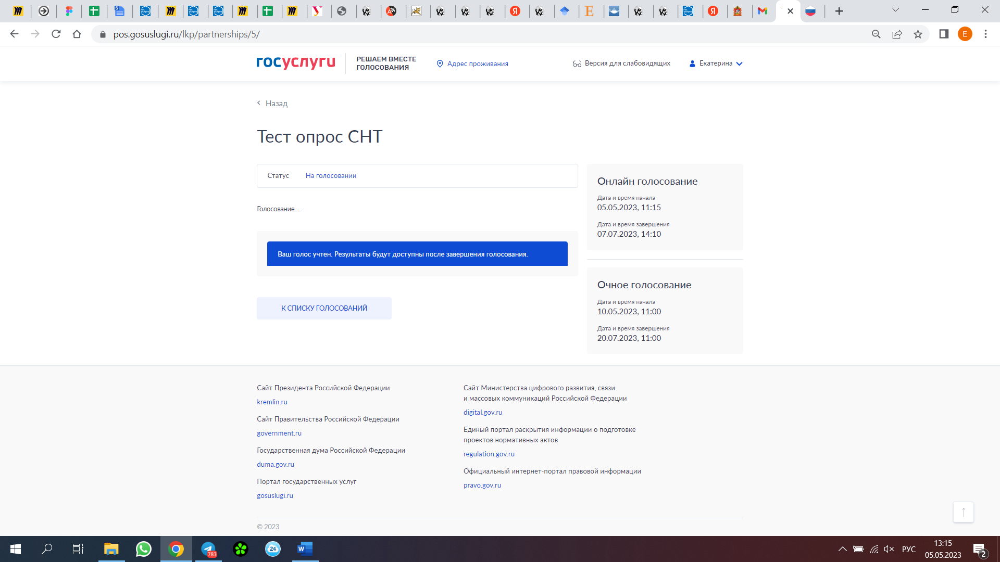 pos.gosuslugi.ru/lkp/partnerships/5/
E
госуслуги
РЕШАЕМ ВМЕСТЕ
ГОЛОСОВАНИЯ
Адрес проживания
Версия для слабовидящих
Екатерина
Назад
Тест опрос СНТ
Статус
На голосовании
Голосование ...
Ваш голос учтен. Результаты будут доступны после завершения голосования.
К СПИСКУ ГОЛОСОВАНИЙ
Онлайн голосование
Дата и время начала
05.05.2023, 11:15
Дата и время завершения
07.07.2023, 14:10
Очное голосование
Дата и время начала
10.05.2023, 11:00
Дата и время завершения
20.07.2023, 11:00
Сайт Президента Российской Федерации
kremlin.ru
Сайт Правительства Российской Федерации
government.ru
Государственная дума Российской Федерации
duma.gov.ru
Портал государственных услуг
gosuslugi.ru
Сайт Министерства цифрового развития, связи
и массовых коммуникаций Российской Федерации
digital.gov.ru
Единый портал раскрытия информации о подготовке
проектов нормативных актов
regulation.gov.ru
Официальный интернет-портал правовой информации
pravo.gov.ru
© 2023
783
24
W
РУС
13:15
05.05.2023
2